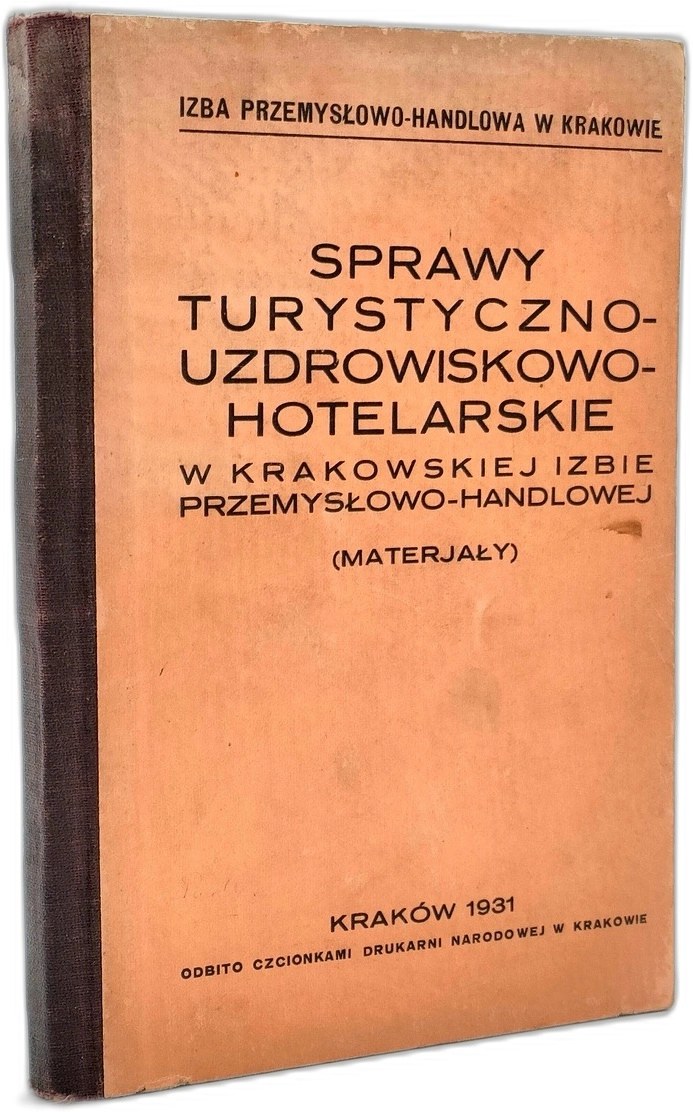 IZBA PRZEMYSŁOWO-HANDLOWA W KRAKOWIE
SPRAWY
TURYSTYCZNO-
UZDROWISKOWO-
HOTELARSKIE
W KRAKOWSKIEJ IZBIE
PRZEMYSŁOWO-HANDLOWEJ
(MATERJAŁY)
KRAKÓW 1931
ODBITO CZCIONKAMI DRUKARNI NARODOWEJ W KRAKOWIE